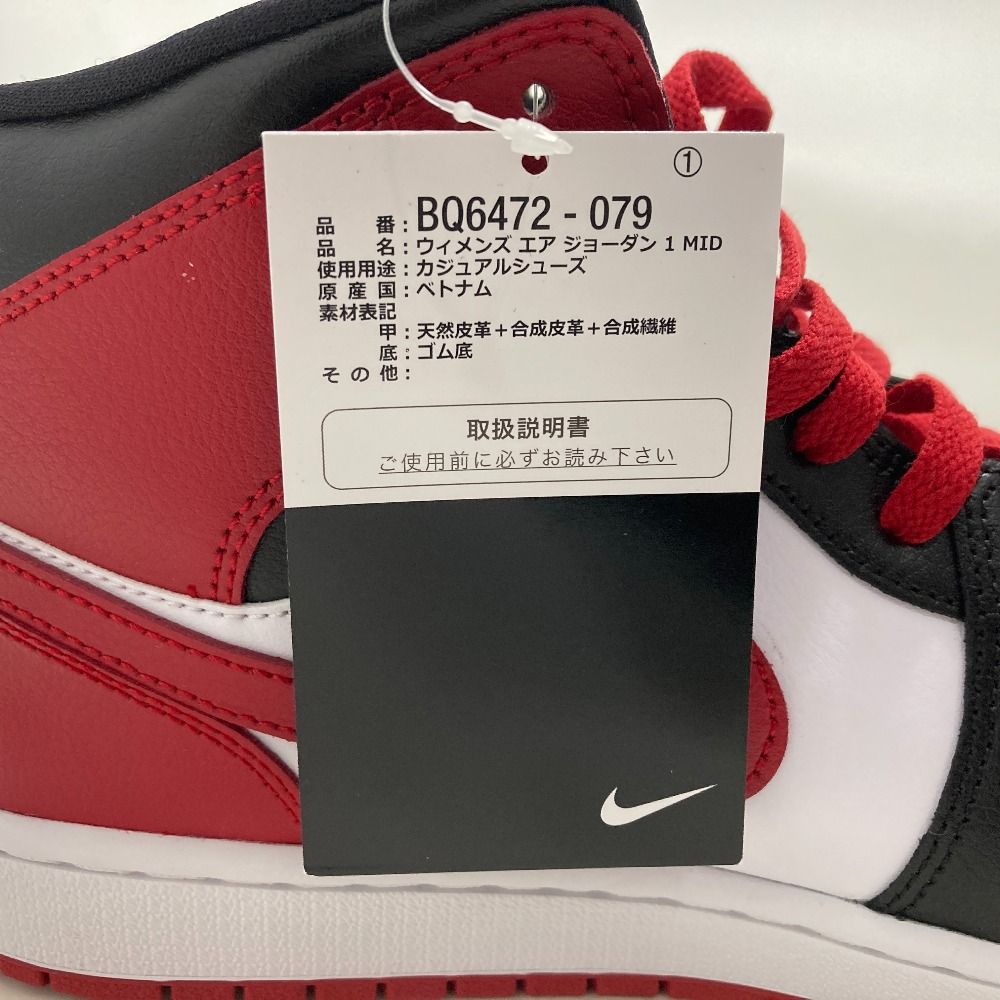 ①
品番：BQ6472 - 079
品名：ウィメンズ エア ジョーダン 1 MID
使用用途：カジュアルシューズ
原産国：ベトナム
素材表記
甲：天然皮革＋合成皮革＋合成繊維
底：ゴム底
その他：
取扱説明書
ご使用前に必ずお読み下さい